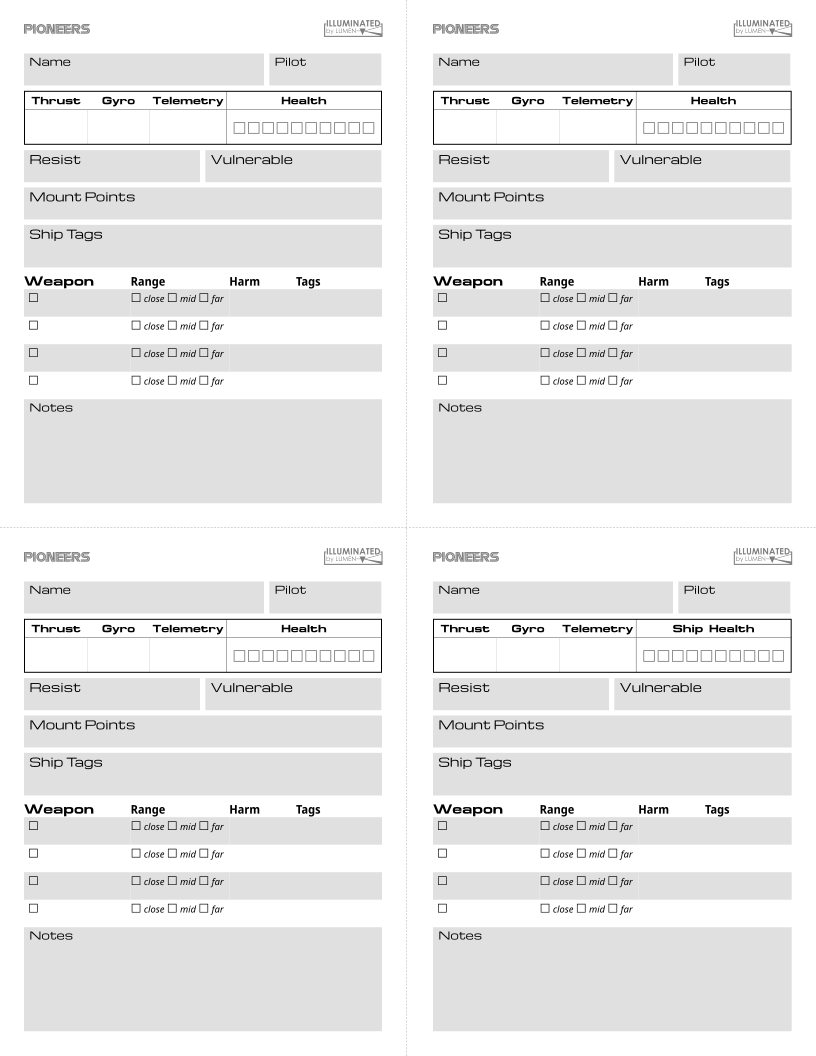 PIONEERS
ILLUMINATED
by LUMEN
Name Pilot
Thrust Gyro Telemetry Health
Resist Vulnerable
Mount Points
Ship Tags
Weapon Range Harm Tags
☐ ☐ close ☐ mid ☐ far
☐ ☐ close ☐ mid ☐ far
☐ ☐ close ☐ mid ☐ far
☐ ☐ close ☐ mid ☐ far
Notes
PIONEERS
ILLUMINATED
by LUMEN
Name Pilot
Thrust Gyro Telemetry Health
Resist Vulnerable
Mount Points
Ship Tags
Weapon Range Harm Tags
☐ ☐ close ☐ mid ☐ far
☐ ☐ close ☐ mid ☐ far
☐ ☐ close ☐ mid ☐ far
☐ ☐ close ☐ mid ☐ far
Notes
PIONEERS
ILLUMINATED
by LUMEN
Name Pilot
Thrust Gyro Telemetry Health
Resist Vulnerable
Mount Points
Ship Tags
Weapon Range Harm Tags
☐ ☐ close ☐ mid ☐ far
☐ ☐ close ☐ mid ☐ far
☐ ☐ close ☐ mid ☐ far
☐ ☐ close ☐ mid ☐ far
Notes
PIONEERS
ILLUMINATED
by LUMEN
Name Pilot
Thrust Gyro Telemetry Ship Health
Resist Vulnerable
Mount Points
Ship Tags
Weapon Range Harm Tags
☐ ☐ close ☐ mid ☐ far
☐ ☐ close ☐ mid ☐ far
☐ ☐ close ☐ mid ☐ far
☐ ☐ close ☐ mid ☐ far
Notes